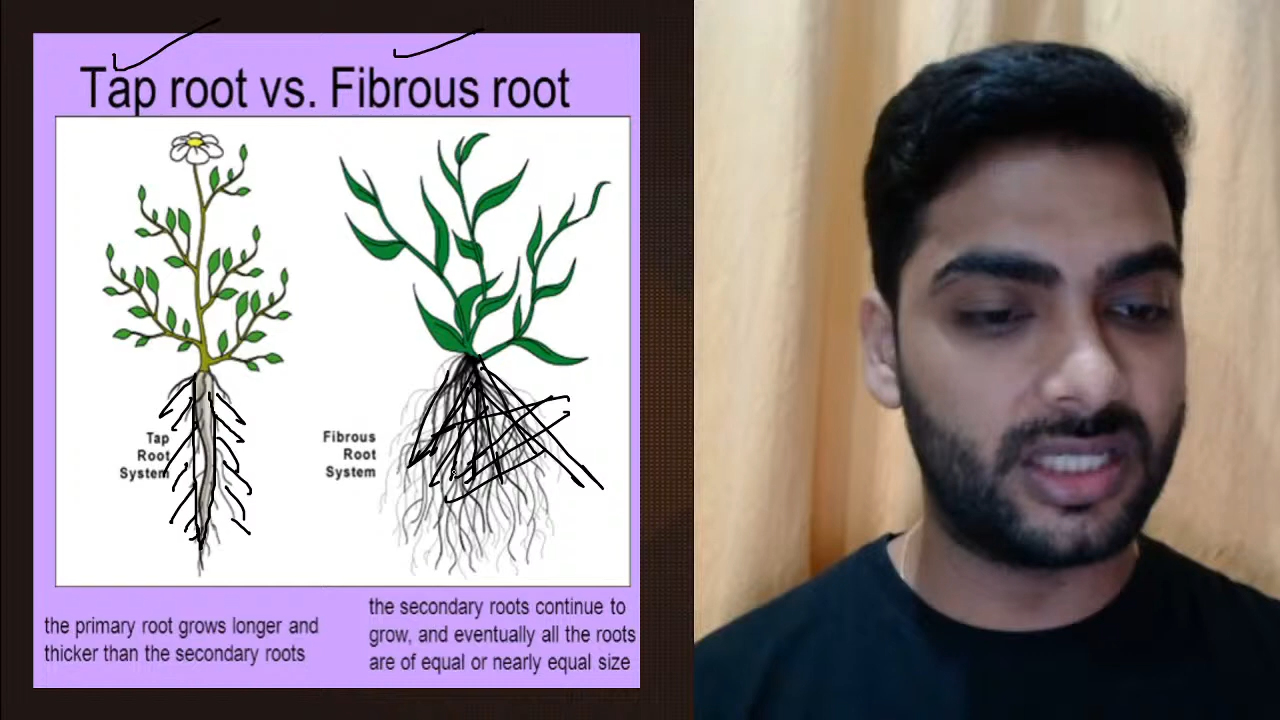 Tap root vs. Fibrous root
Tap
Root
System
Fibrous
Root
System
the primary root grows longer and
thicker than the secondary roots
the secondary roots continue to
grow, and eventually all the roots
are of equal or nearly equal size